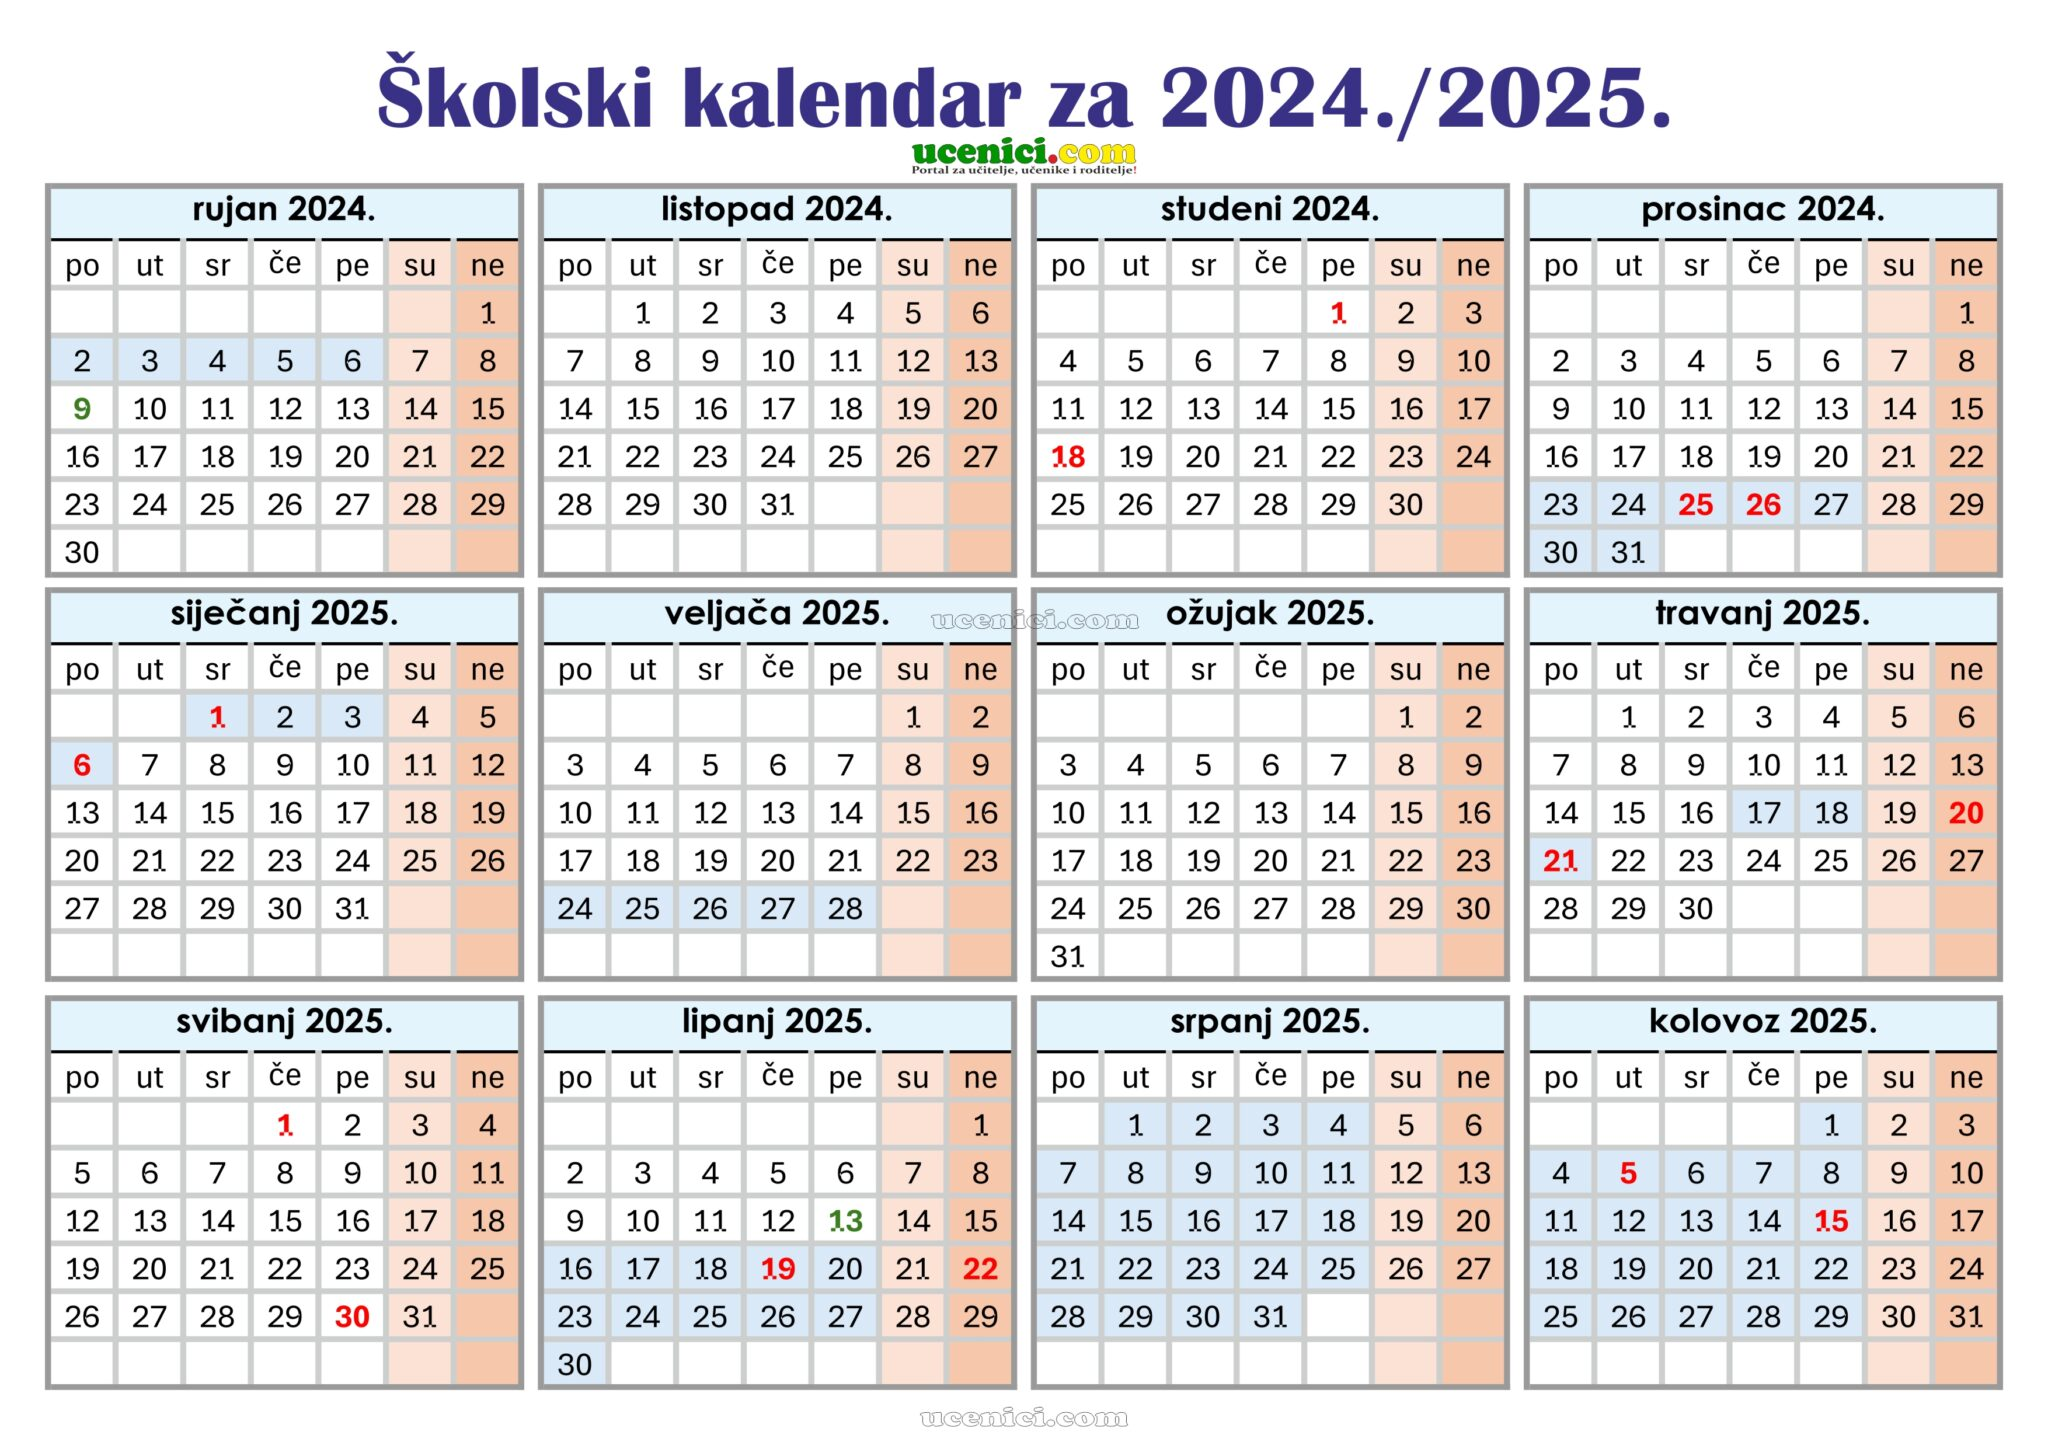 Školski kalendar za 2024./2025.
ucenici.com
Portal za učitelje, učenike i roditelje!
rujan 2024.
po ut sr če pe su ne
1
2 3 4 5 6 7 8
9 10 11 12 13 14 15
16 17 18 19 20 21 22
23 24 25 26 27 28 29
30
listopad 2024.
po ut sr če pe su ne
1 2 3 4 5 6
7 8 9 10 11 12 13
14 15 16 17 18 19 20
21 22 23 24 25 26 27
28 29 30 31
studeni 2024.
po ut sr če pe su ne
1 2 3
4 5 6 7 8 9 10
11 12 13 14 15 16 17
18 19 20 21 22 23 24
25 26 27 28 29 30
prosinac 2024.
po ut sr če pe su ne
1
2 3 4 5 6 7 8
9 10 11 12 13 14 15
16 17 18 19 20 21 22
23 24 25 26 27 28 29
30 31
siječanj 2025.
po ut sr če pe su ne
1 2 3 4 5
6 7 8 9 10 11 12
13 14 15 16 17 18 19
20 21 22 23 24 25 26
27 28 29 30 31
veljača 2025.
po ut sr če pe su ne
1 2
3 4 5 6 7 8 9
10 11 12 13 14 15 16
17 18 19 20 21 22 23
24 25 26 27 28
ucenici.com
ožujak 2025.
po ut sr če pe su ne
1 2
3 4 5 6 7 8 9
10 11 12 13 14 15 16
17 18 19 20 21 22 23
24 25 26 27 28 29 30
31
travanj 2025.
po ut sr če pe su ne
1 2 3 4 5 6
7 8 9 10 11 12 13
14 15 16 17 18 19 20
21 22 23 24 25 26 27
28 29 30
svibanj 2025.
po ut sr če pe su ne
1 2 3 4
5 6 7 8 9 10 11
12 13 14 15 16 17 18
19 20 21 22 23 24 25
26 27 28 29 30 31
lipanj 2025.
po ut sr če pe su ne
1
2 3 4 5 6 7 8
9 10 11 12 13 14 15
16 17 18 19 20 21 22
23 24 25 26 27 28 29
30
srpanj 2025.
po ut sr če pe su ne
1 2 3 4 5 6
7 8 9 10 11 12 13
14 15 16 17 18 19 20
21 22 23 24 25 26 27
28 29 30 31
kolovoz 2025.
po ut sr če pe su ne
1 2 3
4 5 6 7 8 9 10
11 12 13 14 15 16 17
18 19 20 21 22 23 24
25 26 27 28 29 30 31
ucenici.com